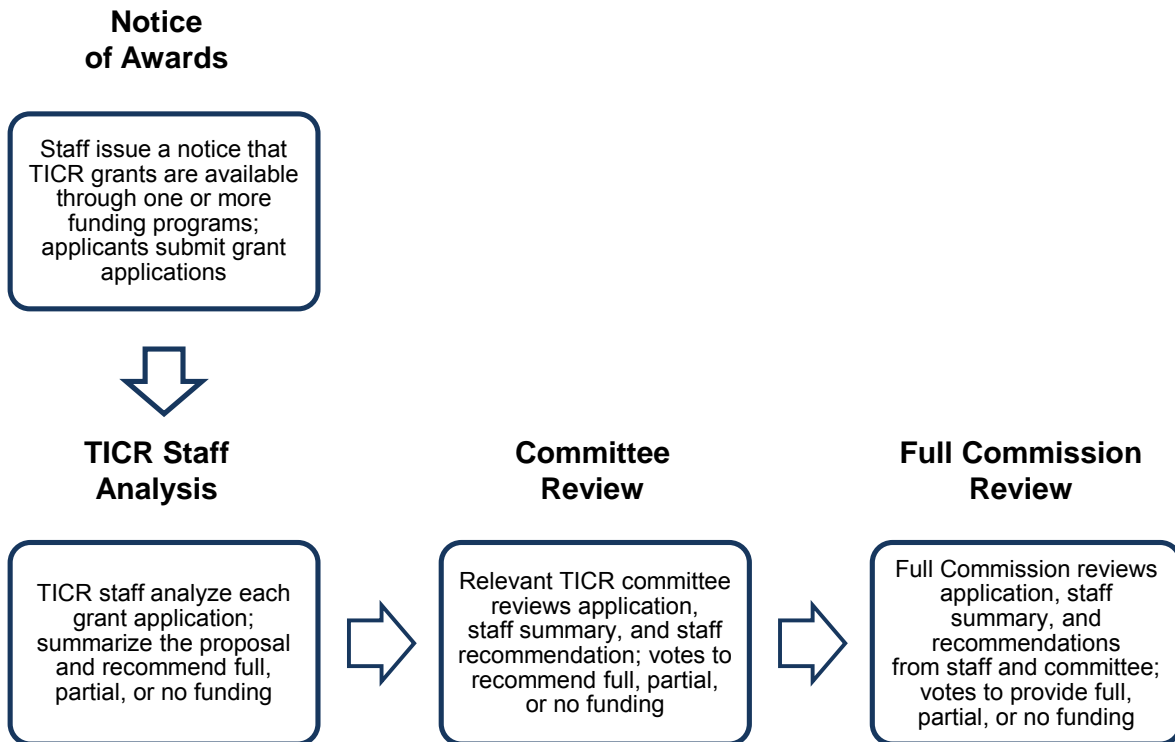 Notice
of Awards
Staff issue a notice that
TICR grants are available
through one or more
funding programs;
applicants submit grant
applications
TICR Staff
Analysis
TICR staff analyze each
grant application;
summarize the proposal
and recommend full,
partial, or no funding
Committee
Review
Relevant TICR committee
reviews application,
staff summary, and staff
recommendation; votes to
recommend full, partial,
or no funding
Full Commission
Review
Full Commission reviews
application, staff
summary, and
recommendations
from staff and committee;
votes to provide full,
partial, or no funding